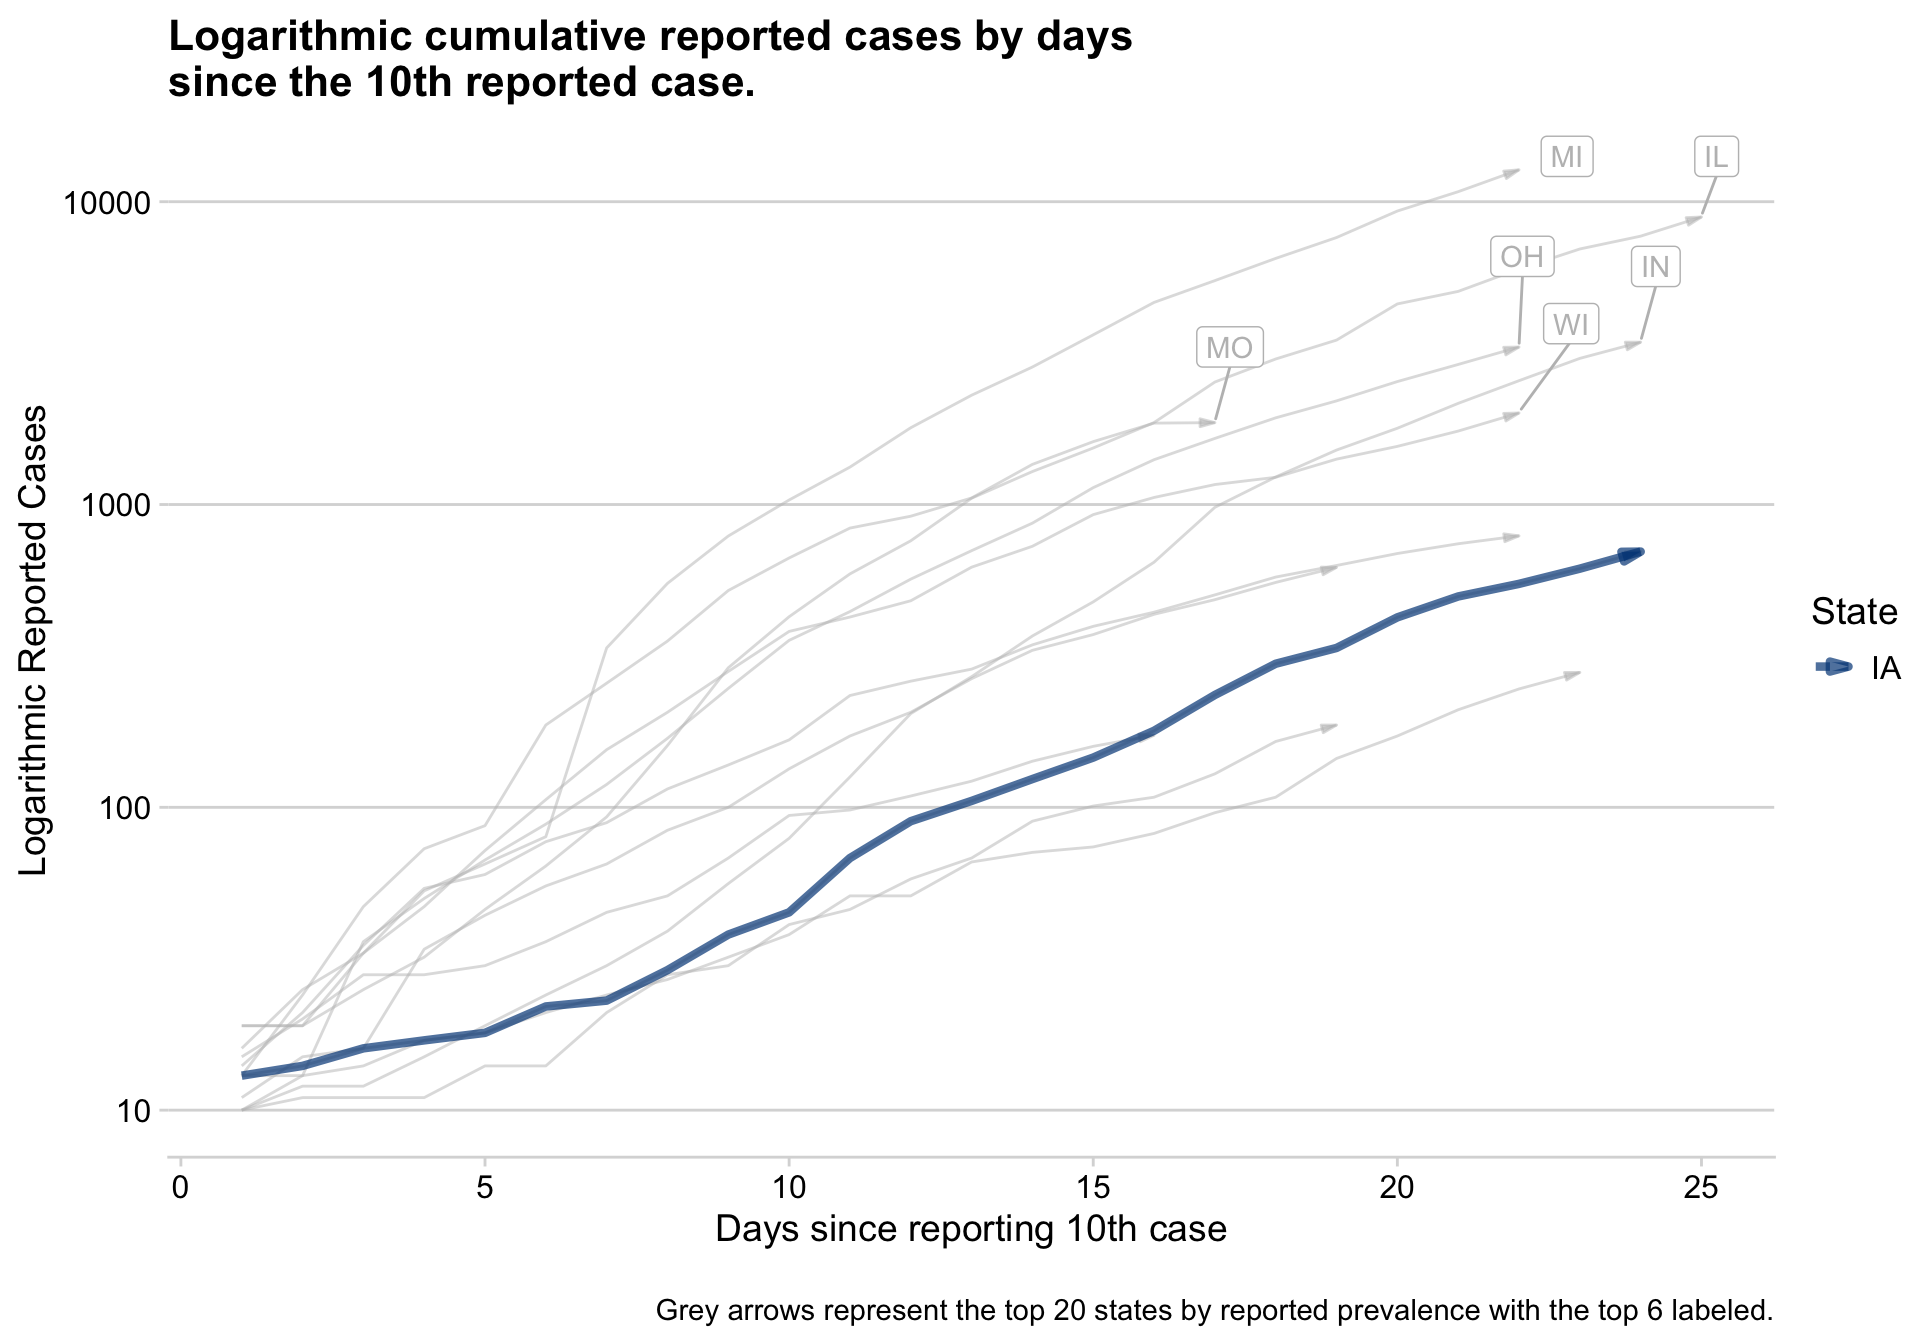 Logarithmic cumulative reported cases by days
since the 10th reported case.
MI
IL
10000
OH
IN
WI
MO
1000
Logarithmic Reported Cases
State
IA
100
10
0 5 10 15 20 25
Days since reporting 10th case
Grey arrows represent the top 20 states by reported prevalence with the top 6 labeled.